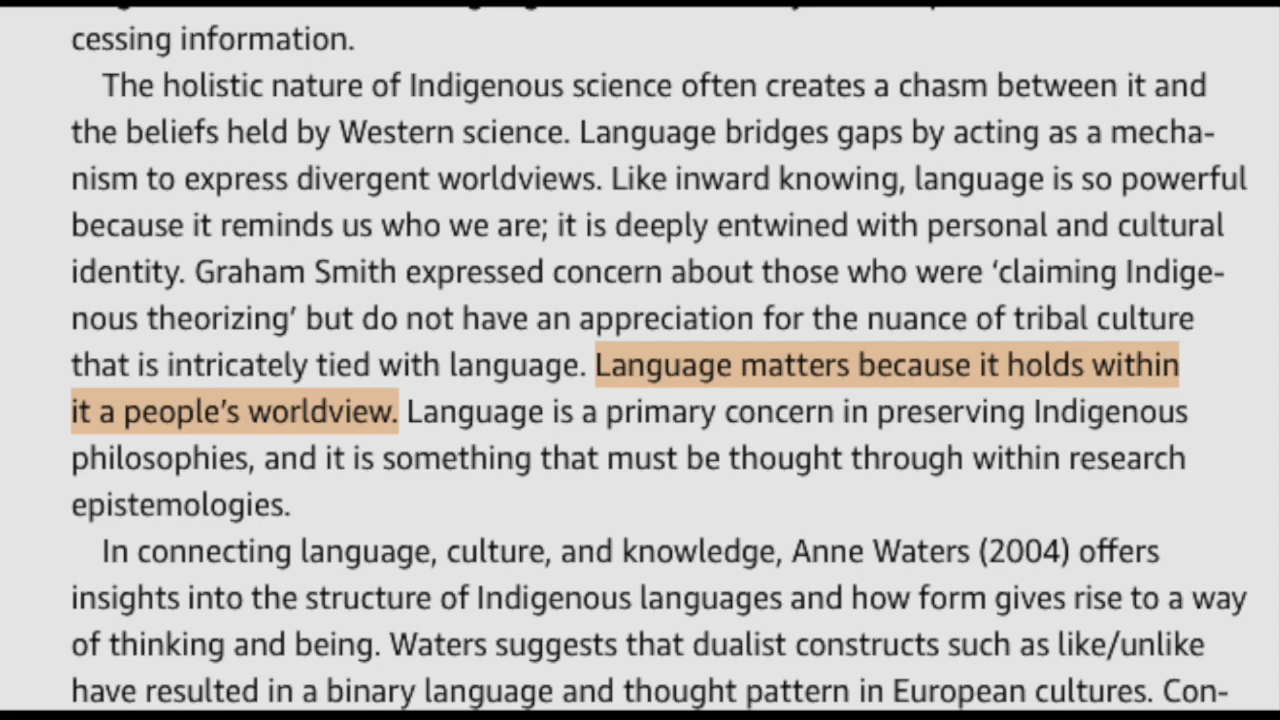 cessing information.
The holistic nature of Indigenous science often creates a chasm between it and
the beliefs held by Western science. Language bridges gaps by acting as a mecha-
nism to express divergent worldviews. Like inward knowing, language is so powerful
because it reminds us who we are; it is deeply entwined with personal and cultural
identity. Graham Smith expressed concern about those who were ‘claiming Indige-
nous theorizing’ but do not have an appreciation for the nuance of tribal culture
that is intricately tied with language. Language matters because it holds within
it a people’s worldview. Language is a primary concern in preserving Indigenous
philosophies, and it is something that must be thought through within research
epistemologies.
In connecting language, culture, and knowledge, Anne Waters (2004) offers
insights into the structure of Indigenous languages and how form gives rise to a way
of thinking and being. Waters suggests that dualist constructs such as like/unlike
have resulted in a binary language and thought pattern in European cultures. Con-